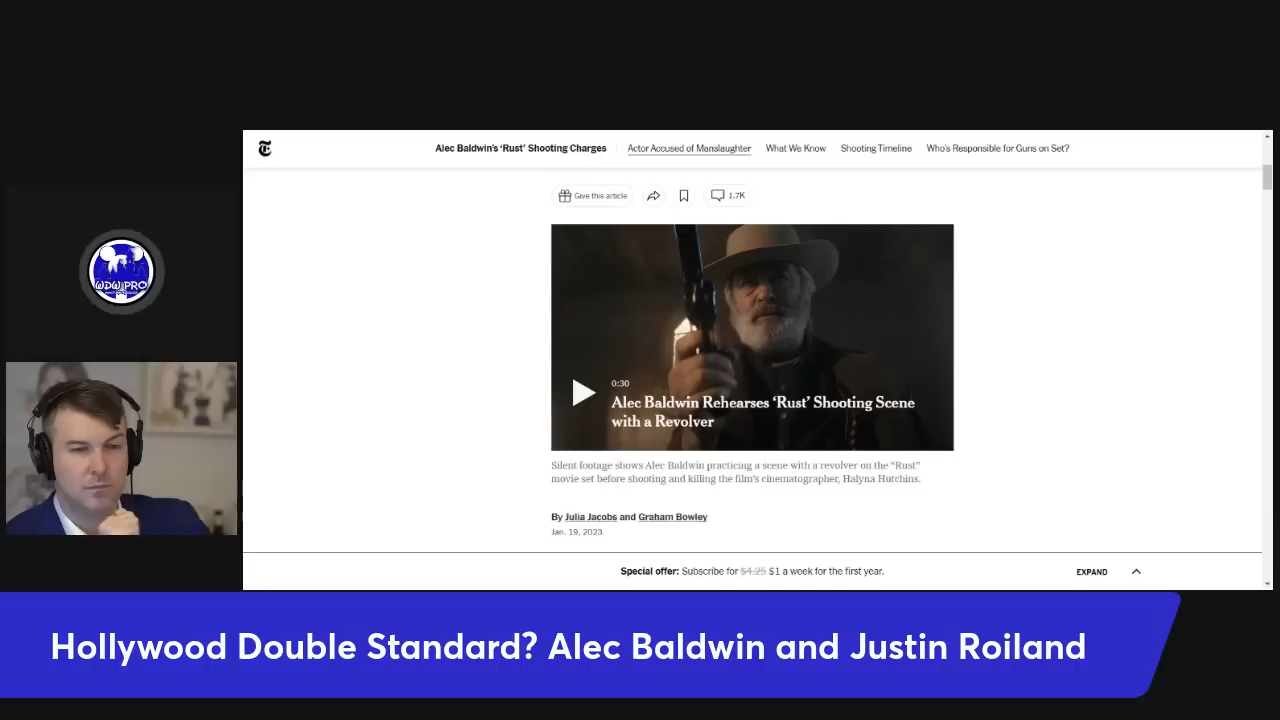 Alec Baldwin's 'Rust' Shooting Charges
Actor Accused of Manslaughter
What We Know
Shooting Timeline
Who's Responsible for Guns on Set?
Give this article
1.7K
WDW PRO
0:30
Alec Baldwin Rehearses 'Rust' Shooting Scene
with a Revolver
Silent footage shows Alec Baldwin practicing a scene with a revolver on the "Rust"
movie set before shooting and killing the film's cinematographer, Halyna Hutchins.
By Julia Jacobs and Graham Bowley
Jan. 19, 2023
Special offer: Subscribe for $4.25 $1 a week for the first year.
EXPAND
Hollywood Double Standard? Alec Baldwin and Justin Roiland